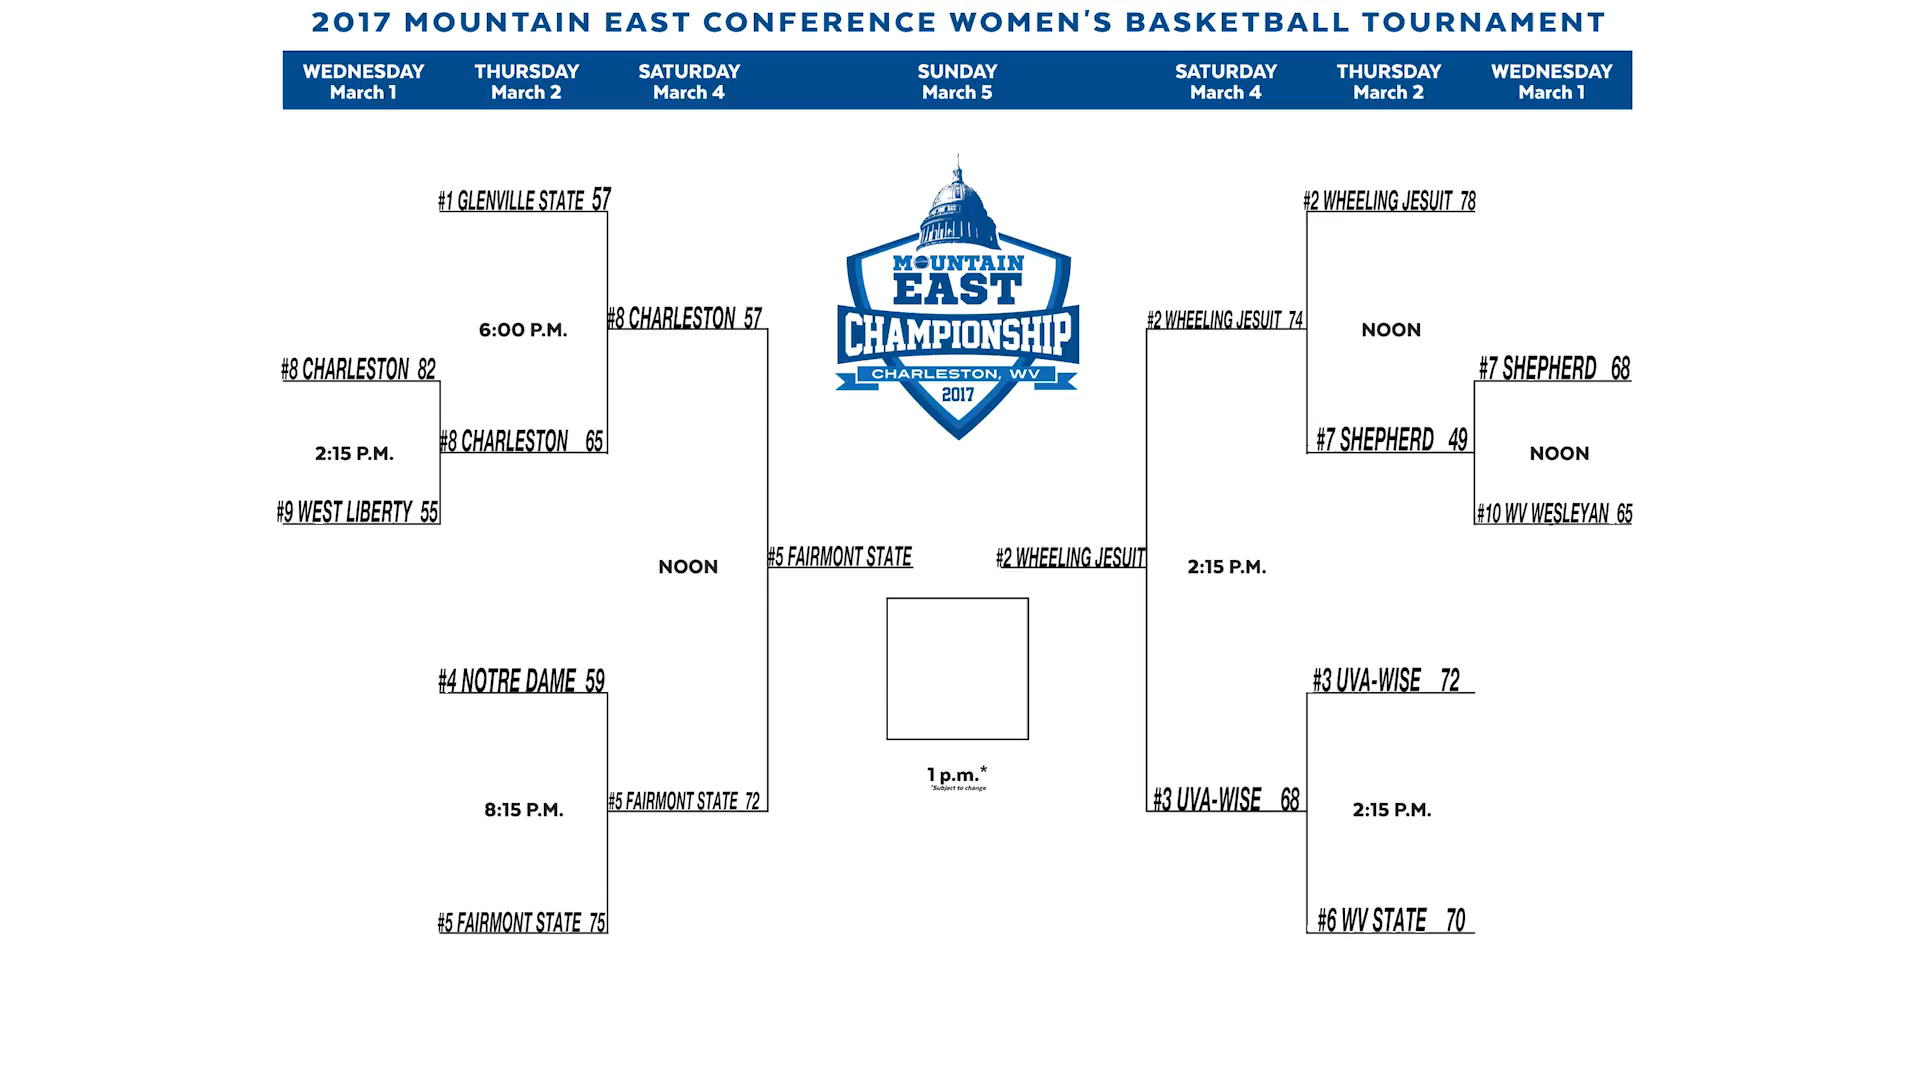 2017 MOUNTAIN EAST CONFERENCE WOMEN'S BASKETBALL TOURNAMENT
WEDNESDAY THURSDAY SATURDAY SUNDAY SATURDAY THURSDAY WEDNESDAY
March 1 March 2 March 4 March 5 March 4 March 2 March 1
#1 GLENVILLE STATE 57
#2 WHEELING JESUIT 78
MOUNTAIN
EAST
CHAMPIONSHIP
CHARLESTON, WV
2017
6:00 P.M.
#8 CHARLESTON 57
#2 WHEELING JESUIT 74
NOON
#8 CHARLESTON 82
#7 SHEPHERD 68
2:15 P.M.
#8 CHARLESTON 65
#7 SHEPHERD 49
NOON
#9 WEST LIBERTY 55
#10 WV WESLEYAN 65
NOON
#5 FAIRMONT STATE
#2 WHEELING JESUIT
2:15 P.M.
#4 NOTRE DAME 59
#3 UVA-WISE 72
1 p.m.*
*Subject to change
8:15 P.M.
#5 FAIRMONT STATE 72
#3 UVA-WISE 68
2:15 P.M.
#5 FAIRMONT STATE 75
#6 WV STATE 70